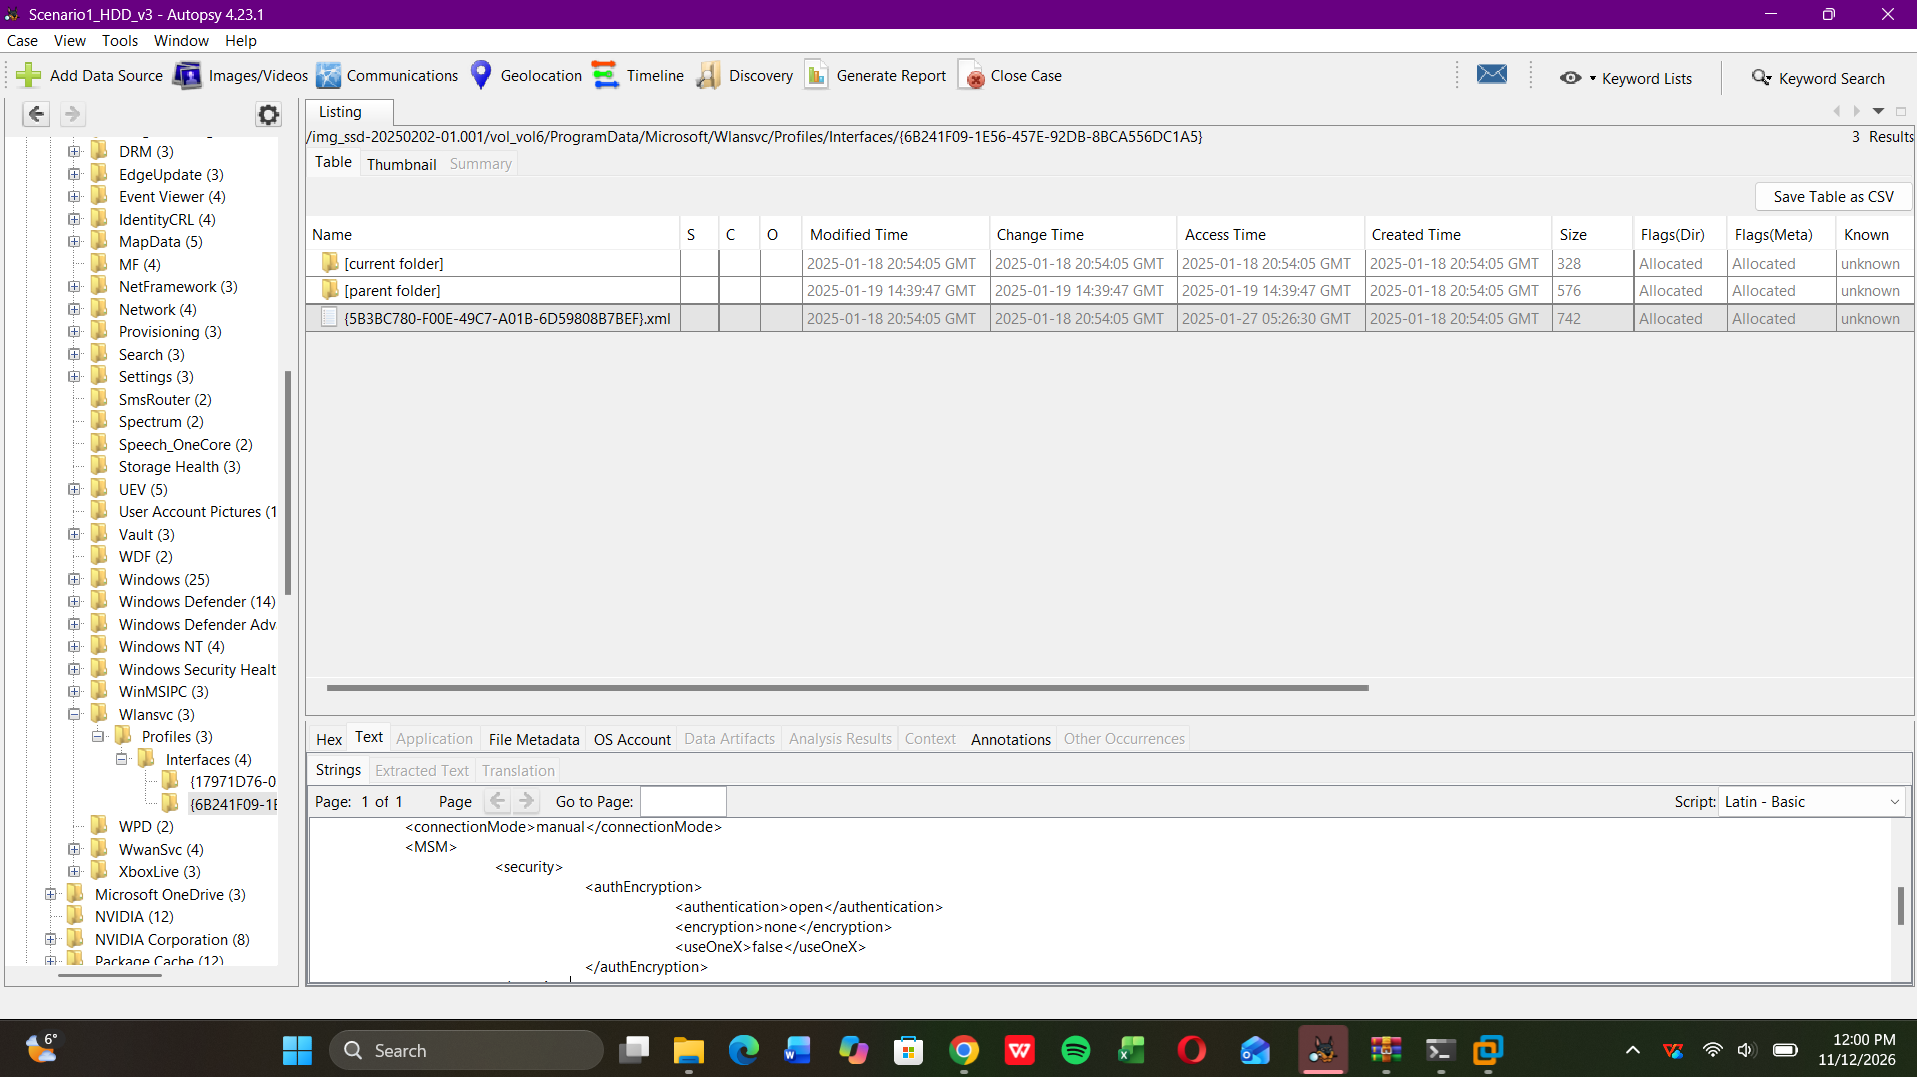 Scenario1_HDD_v3 - Autopsy 4.23.1
Case View Tools Window Help
Add Data Source Images/Videos Communications Geolocation Timeline Discovery Generate Report Close Case Keyword Lists Keyword Search
Listing
/img_ssd-20250202-01.001/vol_vol6/ProgramData/Microsoft/Wlansvc/Profiles/Interfaces/{6B241F09-1E56-457E-92DB-8BCA556DC1A5} 3 Results
Table Thumbnail Summary
Save Table as CSV
Name S C O Modified Time Change Time Access Time Created Time Size Flags(Dir) Flags(Meta) Known
[current folder] 2025-01-18 20:54:05 GMT 2025-01-18 20:54:05 GMT 2025-01-18 20:54:05 GMT 2025-01-18 20:54:05 GMT 328 Allocated Allocated unknown
[parent folder] 2025-01-19 14:39:47 GMT 2025-01-19 14:39:47 GMT 2025-01-19 14:39:47 GMT 2025-01-18 20:54:05 GMT 576 Allocated Allocated unknown
{5B3BC780-F00E-49C7-A01B-6D59808B7BEF}.xml 2025-01-18 20:54:05 GMT 2025-01-18 20:54:05 GMT 2025-01-27 05:26:30 GMT 2025-01-18 20:54:05 GMT 742 Allocated Allocated unknown
DRM (3)
EdgeUpdate (3)
Event Viewer (4)
IdentityCRL (4)
MapData (5)
MF (4)
NetFramework (3)
Network (4)
Provisioning (3)
Search (3)
Settings (3)
SmsRouter (2)
Spectrum (2)
Speech_OneCore (2)
Storage Health (3)
UEV (5)
User Account Pictures (1
Vault (3)
WDF (2)
Windows (25)
Windows Defender (14)
Windows Defender Adv
Windows NT (4)
Windows Security Healt
WinMSIPC (3)
Wlansvc (3)
Profiles (3)
Interfaces (4)
{17971D76-0
{6B241F09-1E
WPD (2)
WwanSvc (4)
XboxLive (3)
Microsoft OneDrive (3)
NVIDIA (12)
NVIDIA Corporation (8)
Package Cache (12)
Hex Text Application File Metadata OS Account Data Artifacts Analysis Results Context Annotations Other Occurrences
Strings Extracted Text Translation
Page: 1 of 1 Page Go to Page: Script: Latin - Basic
<connectionMode>manual</connectionMode>
<MSM>
<security>
<authEncryption>
<authentication>open</authentication>
<encryption>none</encryption>
<useOneX>false</useOneX>
</authEncryption>
6°
Search
12:00 PM
11/12/2026